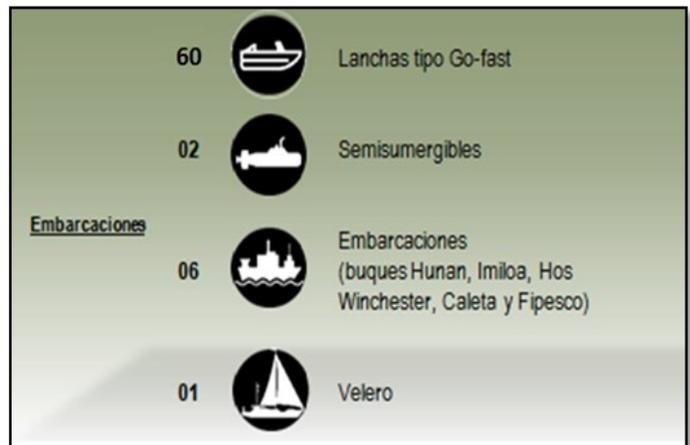 60 Lanchas tipo Go-fast
02 Semisumergibles
Embarcaciones
06 Embarcaciones
(buques Hunan, Imiloa, Hos
Winchester, Caleta y Fipesco)
01 Velero